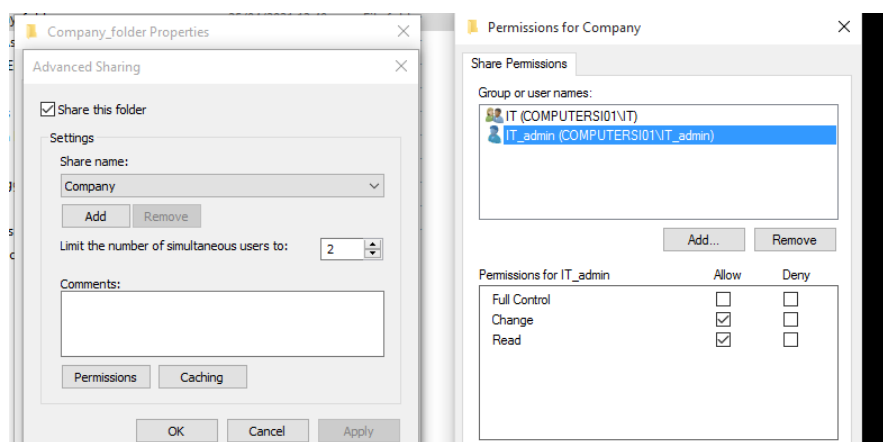 Company_folder Properties
Advanced Sharing
Share this folder
Settings
Share name:
Company
Add Remove
Limit the number of simultaneous users to: 2
Comments:
Permissions Caching
OK Cancel Apply
Permissions for Company
Share Permissions
Group or user names:
IT (COMPUTERSI01\IT)
IT_admin (COMPUTERSI01\IT_admin)
Add... Remove
Permissions for IT_admin Allow Deny
Full Control
Change
Read